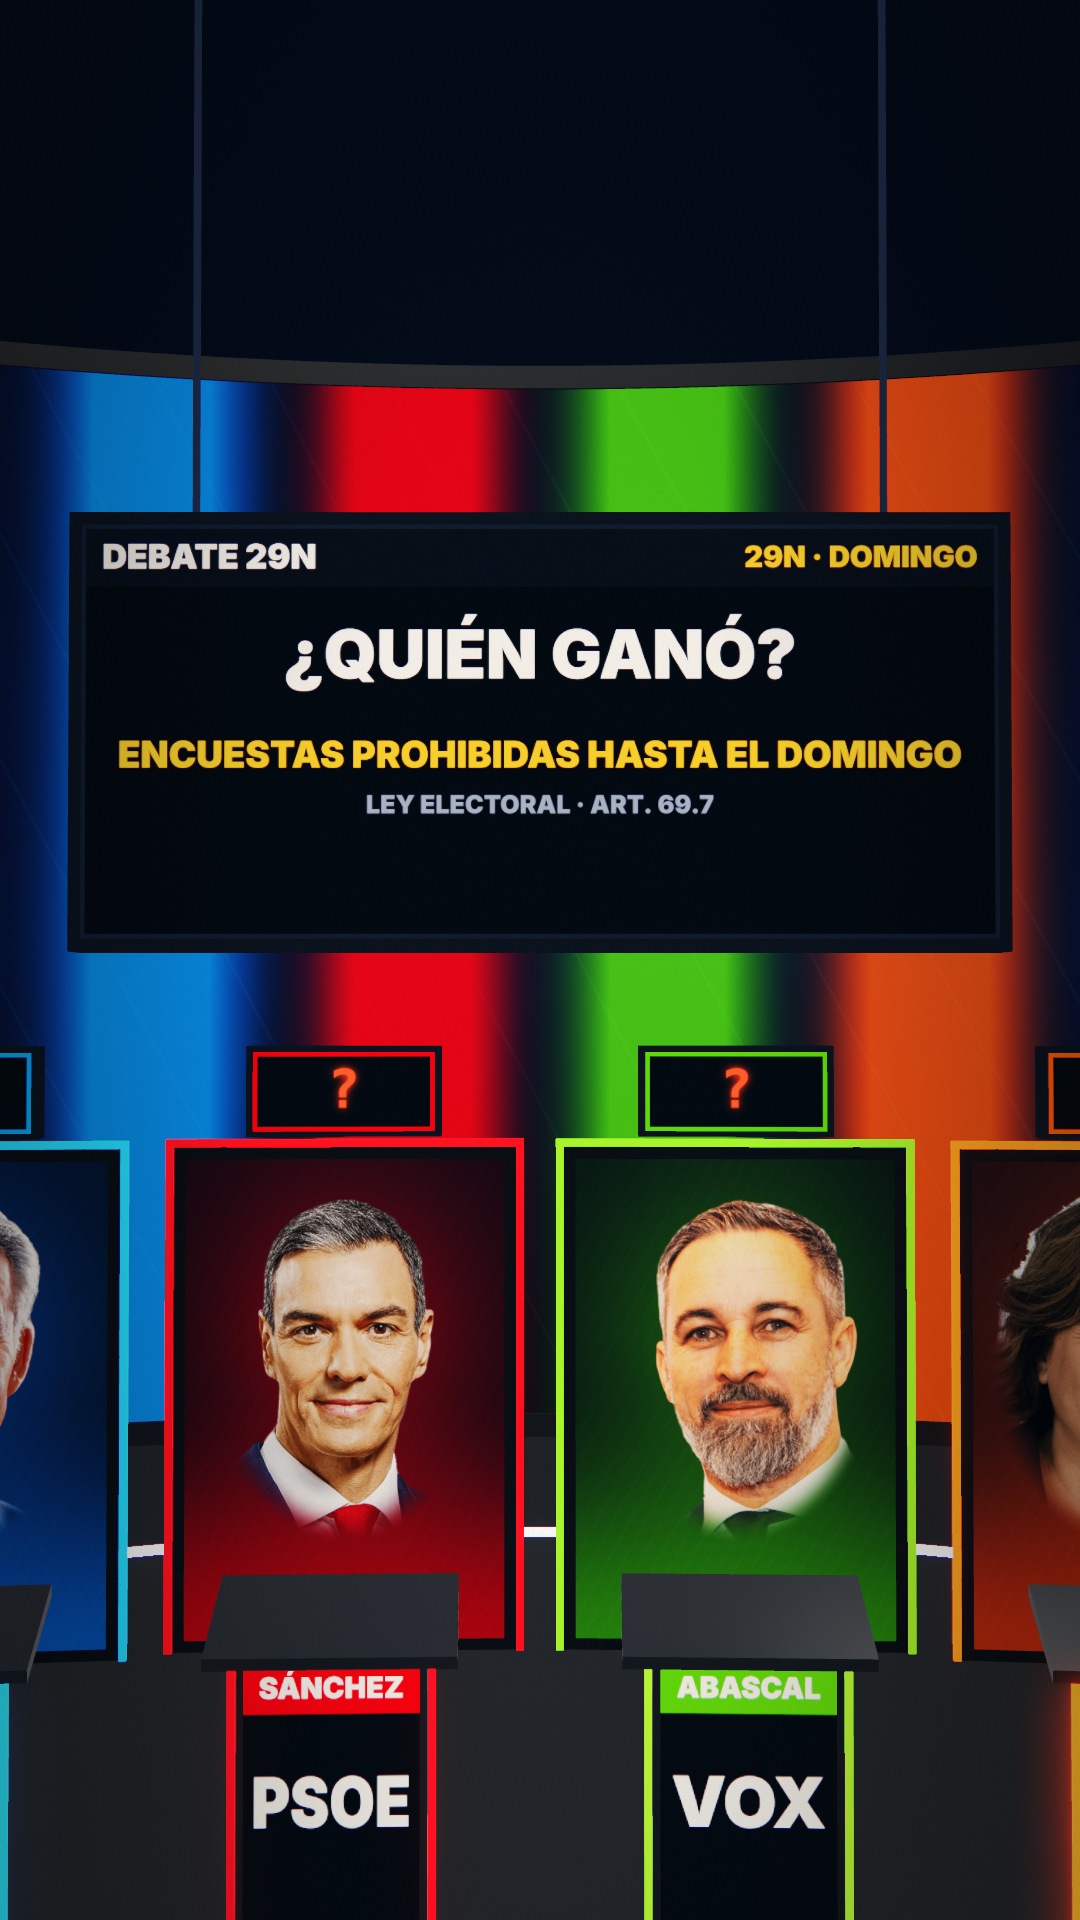 DEBATE 29N
29N · DOMINGO
¿QUIÉN GANÓ?
ENCUESTAS PROHIBIDAS HASTA EL DOMINGO
LEY ELECTORAL · ART. 69.7
?
?
SÁNCHEZ
ABASCAL
PSOE
VOX